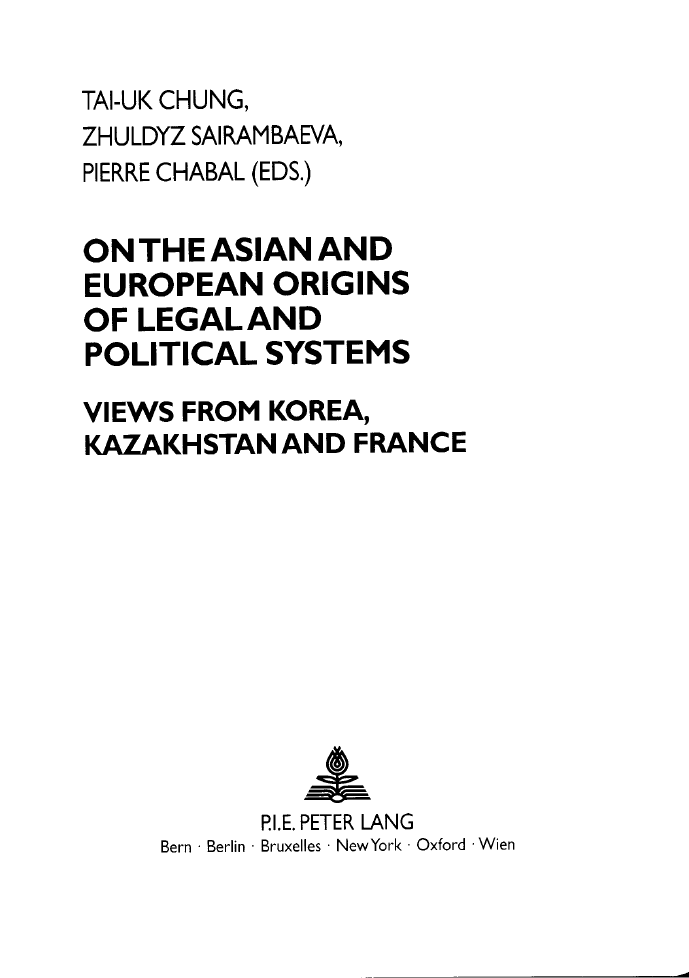 TAI-UK CHUNG,
ZHULDYZ SAIRAMBAEVA,
PIERRE CHABAL (EDS.)
ON THE ASIAN AND
EUROPEAN ORIGINS
OF LEGAL AND
POLITICAL SYSTEMS
VIEWS FROM KOREA,
KAZAKHSTAN AND FRANCE
P.I.E. PETER LANG
Bern · Berlin · Bruxelles · New York · Oxford · Wien